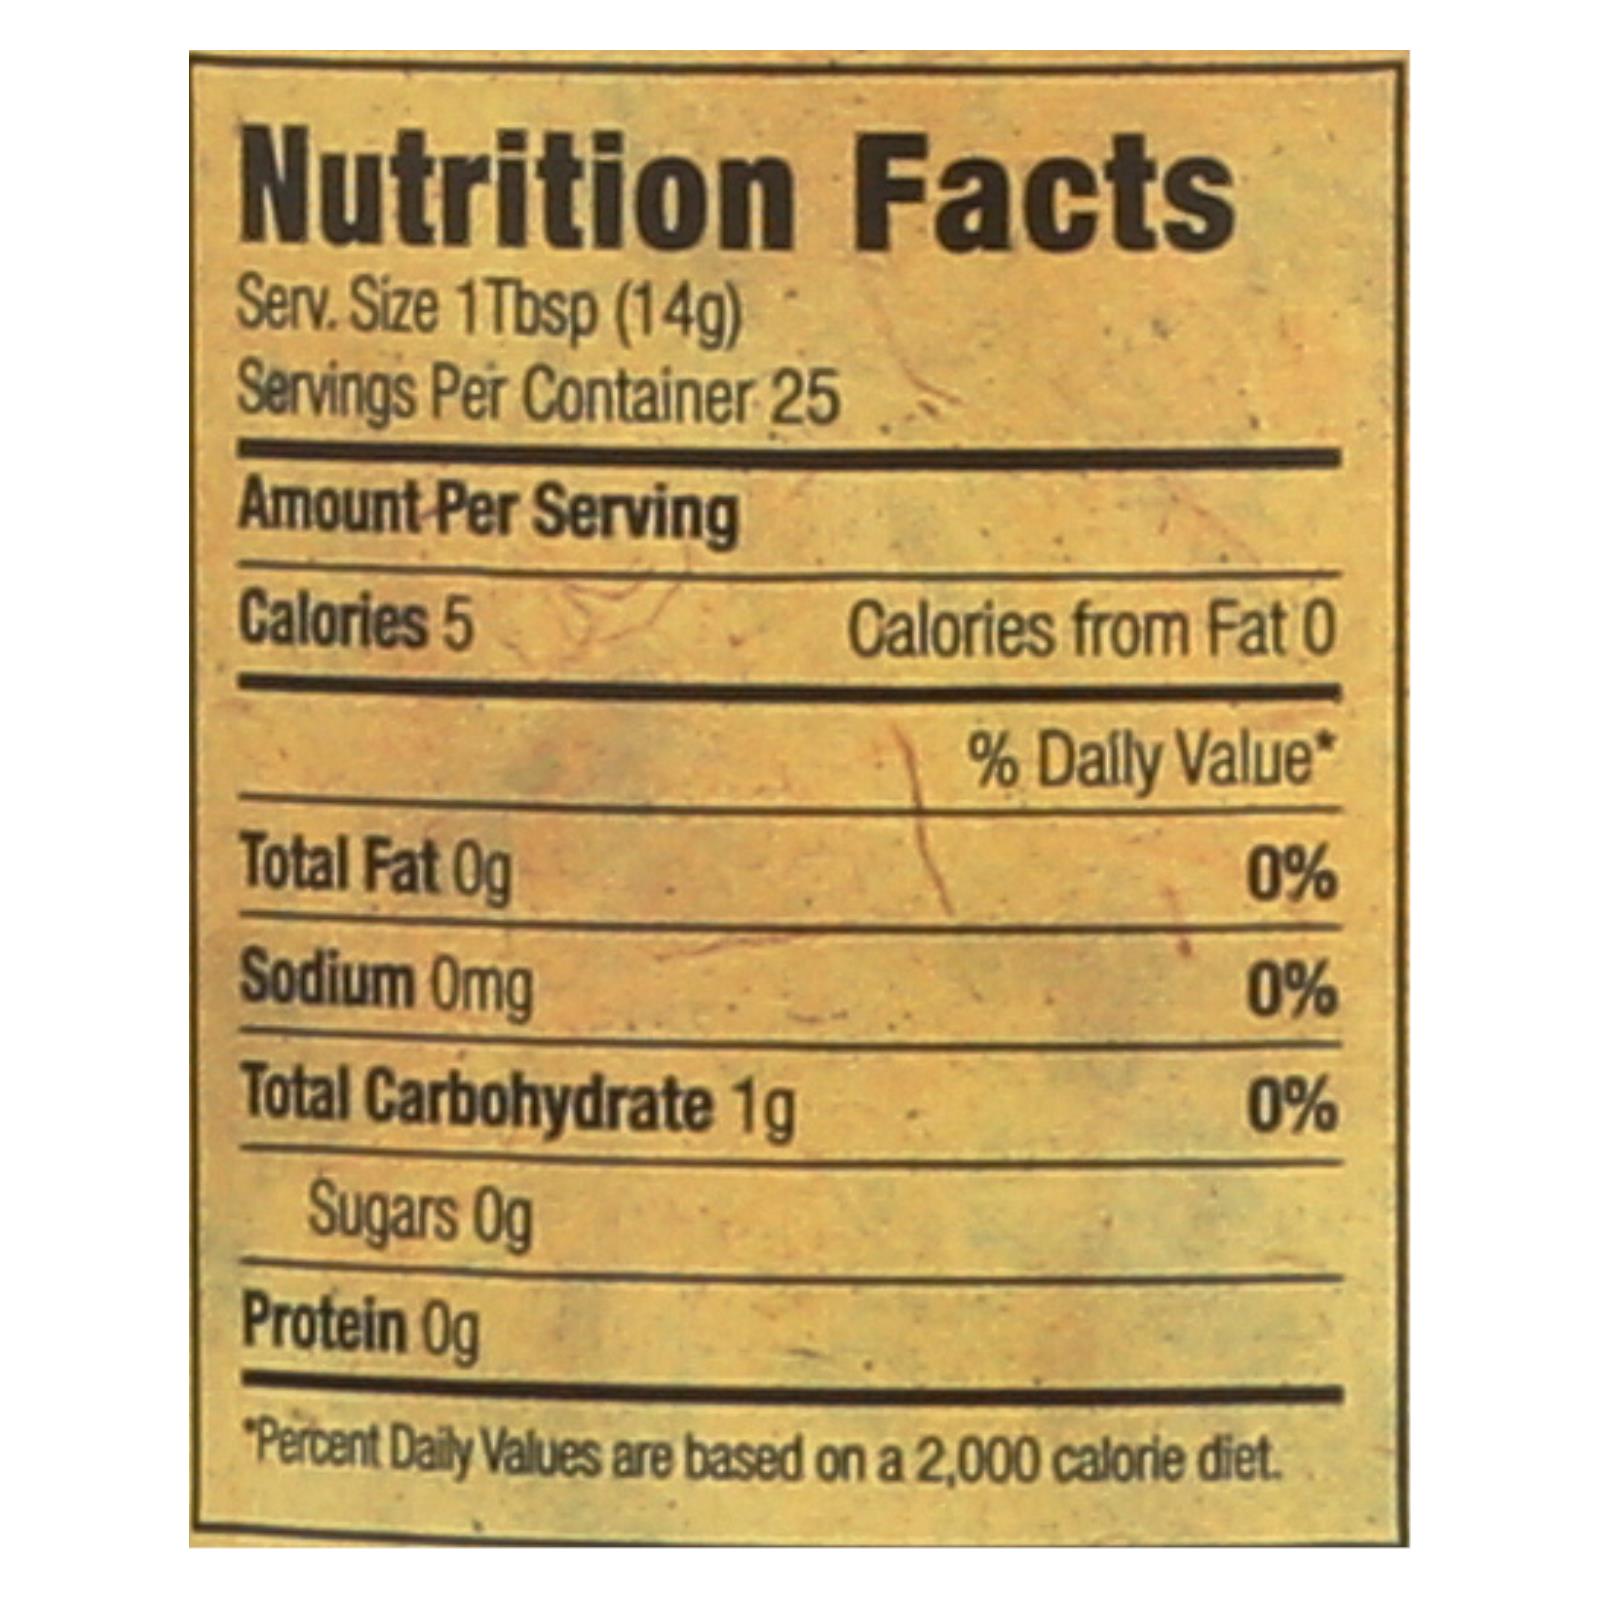 Nutrition Facts
Serv. Size 1Tbsp (14g)
Servings Per Container 25
Amount Per Serving
Calories 5 Calories from Fat 0
% Daily Value*
Total Fat 0g 0%
Sodium 0mg 0%
Total Carbohydrate 1g 0%
Sugars 0g
Protein 0g
*Percent Daily Values are based on a 2,000 calorie diet.